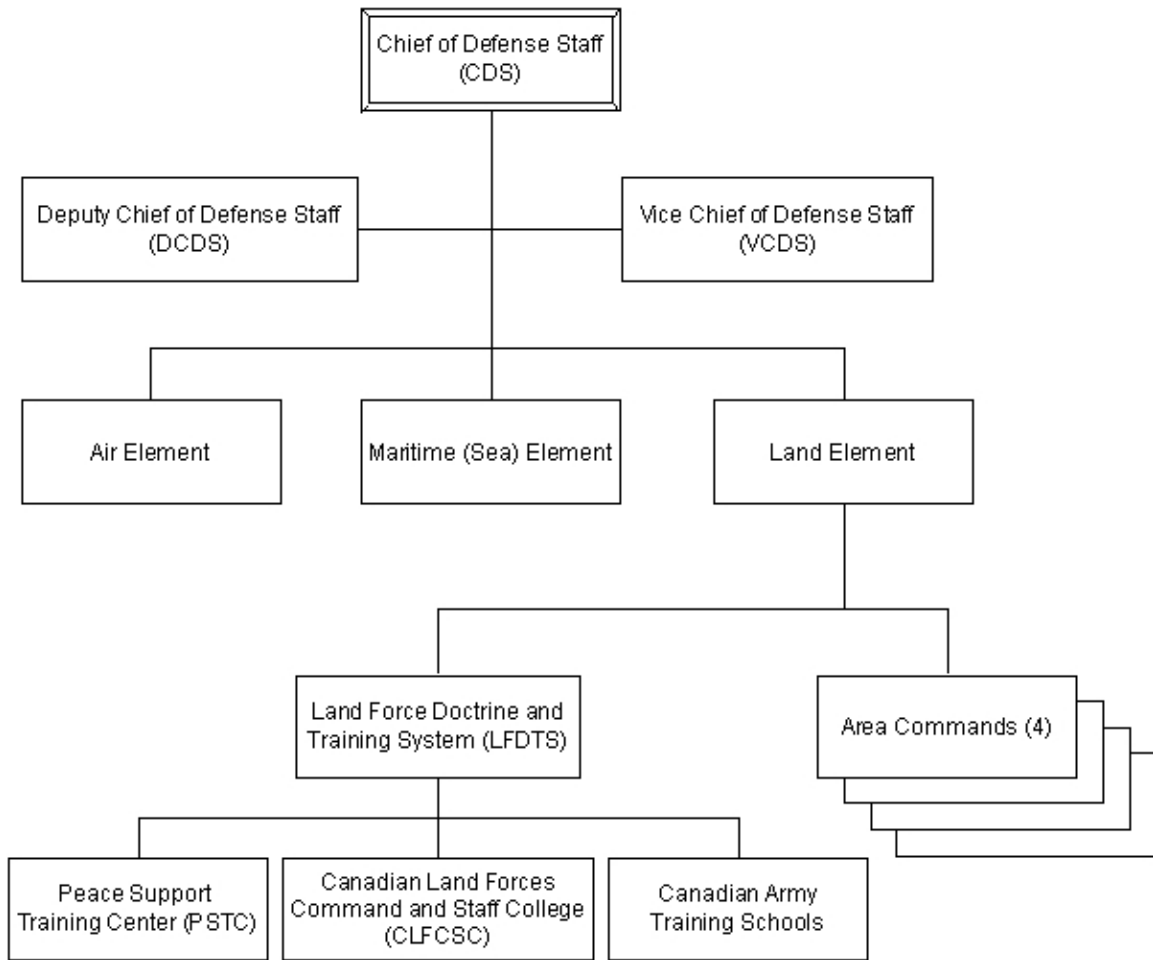 Chief of Defense Staff
(CDS)
Deputy Chief of Defense Staff
(DCDS)
Vice Chief of Defense Staff
(VCDS)
Air Element
Maritime (Sea) Element
Land Element
Land Force Doctrine and
Training System (LFDTS)
Area Commands (4)
Peace Support
Training Center (PSTC)
Canadian Land Forces
Command and Staff College
(CLFCSC)
Canadian Army
Training Schools